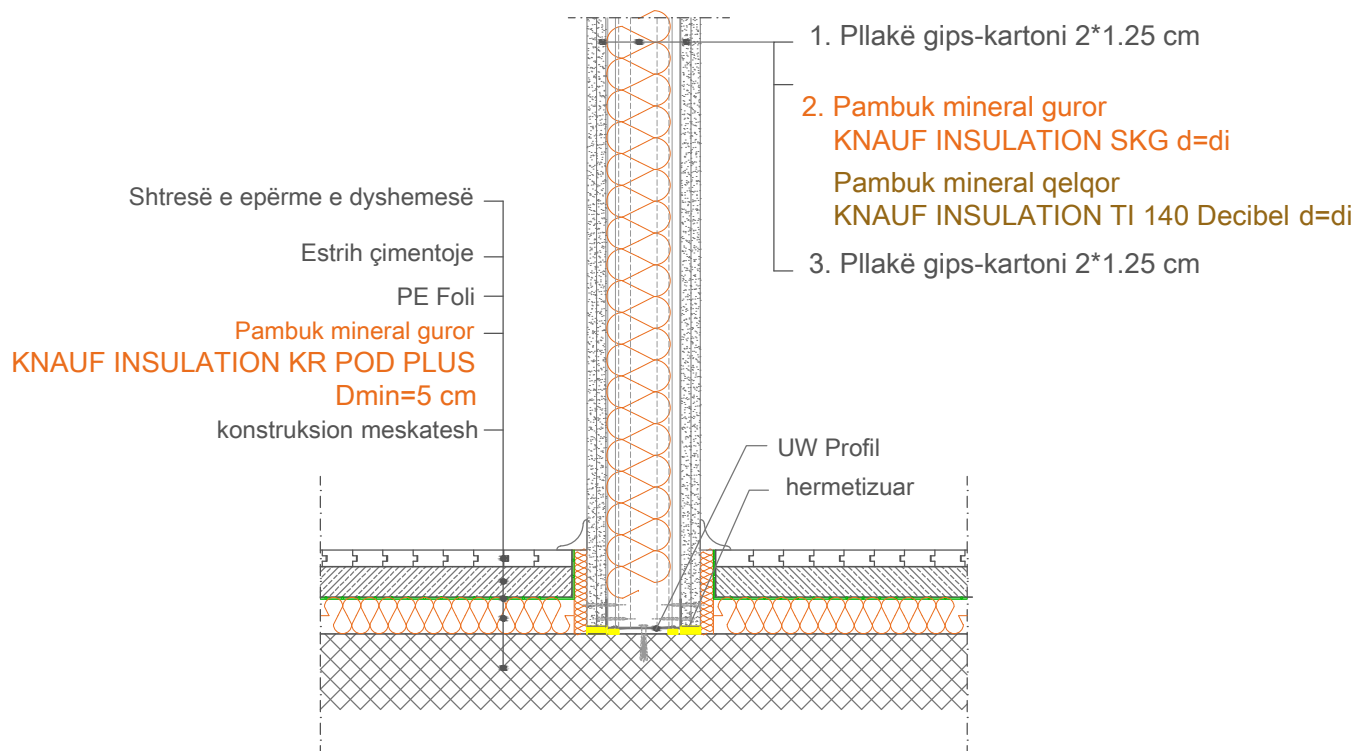 1. Pllakë gips-kartoni 2*1.25 cm
2. Pambuk mineral guror
KNAUF INSULATION SKG d=di
Pambuk mineral qelqor
KNAUF INSULATION TI 140 Decibel d=di
3. Pllakë gips-kartoni 2*1.25 cm
Shtresë e epërme e dyshemesë
Estrih çimentoje
PE Foli
Pambuk mineral guror
KNAUF INSULATION KR POD PLUS
Dmin=5 cm
konstruksion meskatesh
UW Profil
hermetizuar